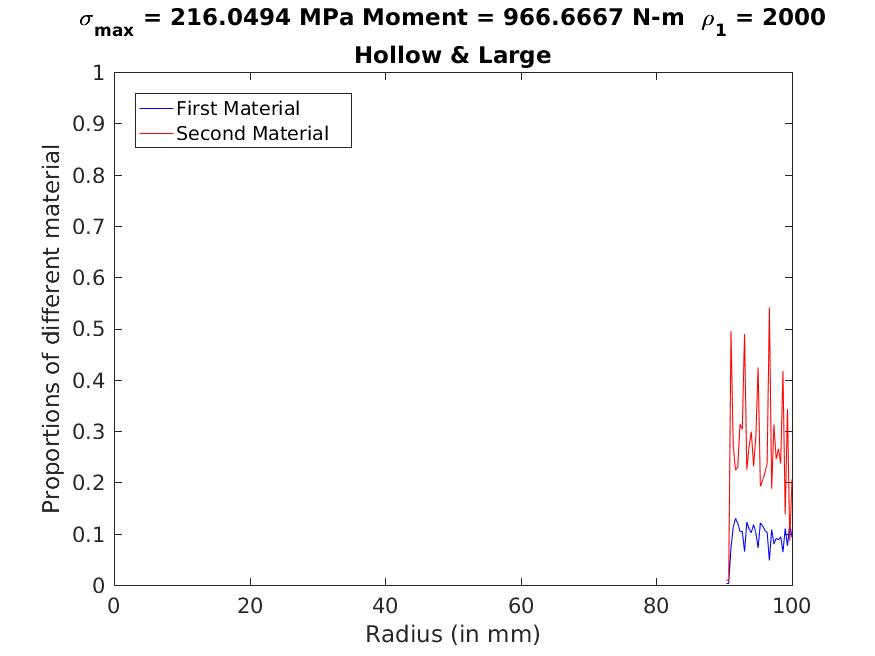 σmax = 216.0494 MPa Moment = 966.6667 N-m ρ1 = 2000
Hollow & Large
First Material
Second Material
Proportions of different material
1
0.9
0.8
0.7
0.6
0.5
0.4
0.3
0.2
0.1
0
0 20 40 60 80 100
Radius (in mm)